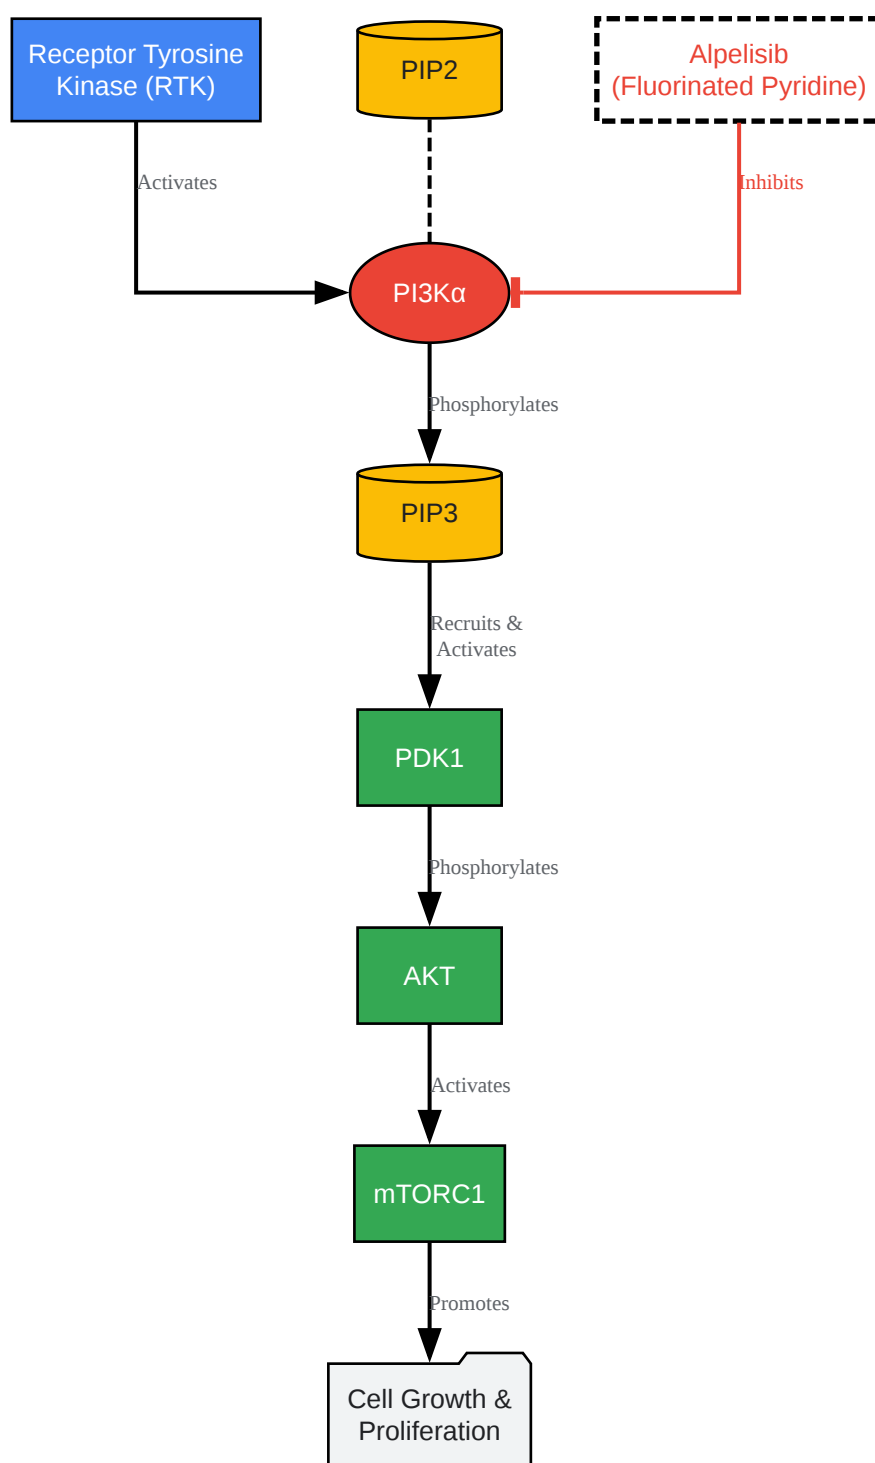 Receptor Tyrosine
Kinase (RTK)
PIP2
Alpelisib
(Fluorinated Pyridine)
Activates
Inhibits
PI3Kα
Phosphorylates
PIP3
Recruits &
Activates
PDK1
Phosphorylates
AKT
Activates
mTORC1
Promotes
Cell Growth &
Proliferation